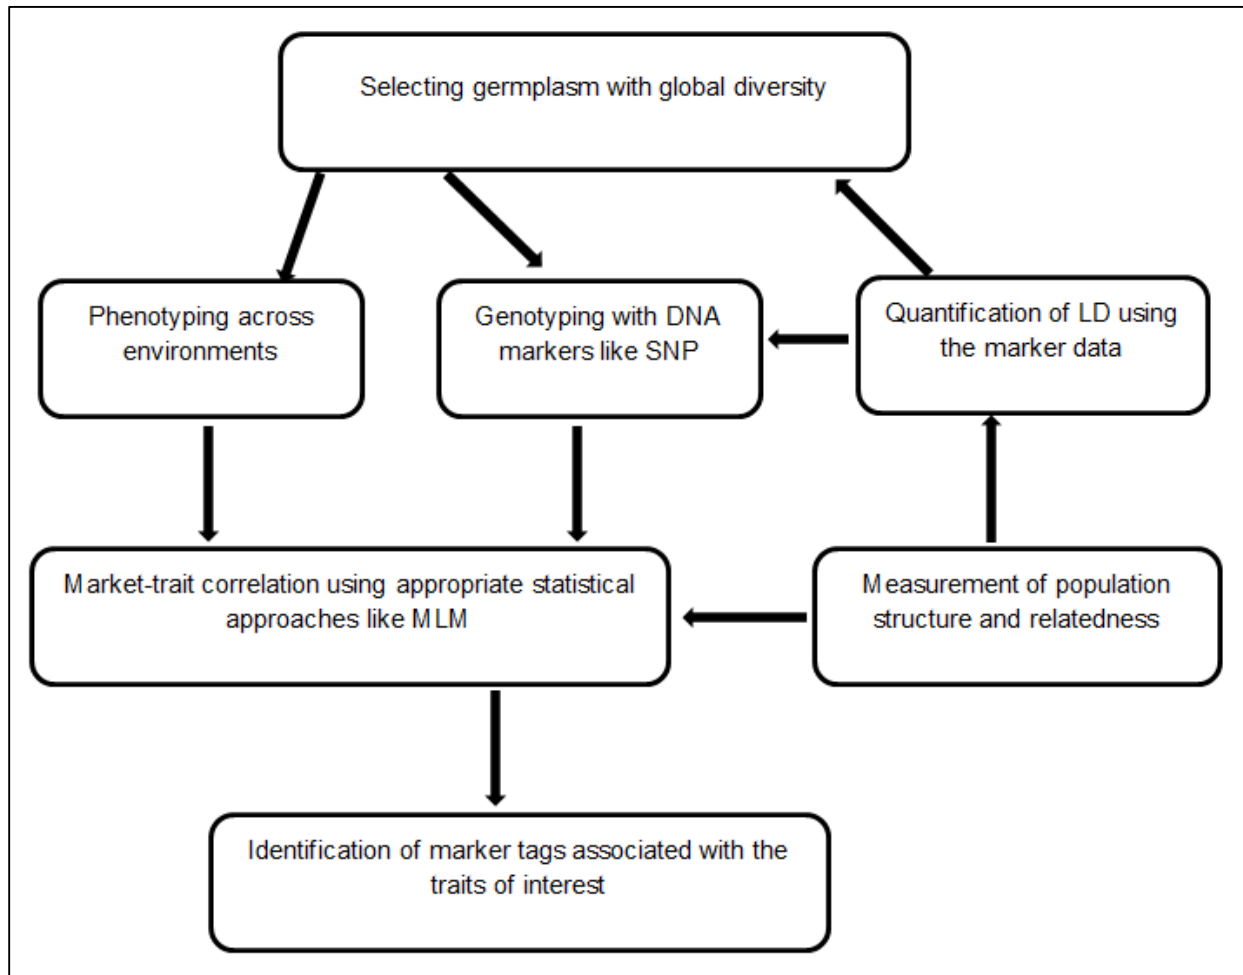 Selecting germplasm with global diversity
Phenotyping across
environments
Genotyping with DNA
markers like SNP
Quantification of LD using
the marker data
Market-trait correlation using appropriate statistical
approaches like MLM
Measurement of population
structure and relatedness
Identification of marker tags associated with the
traits of interest